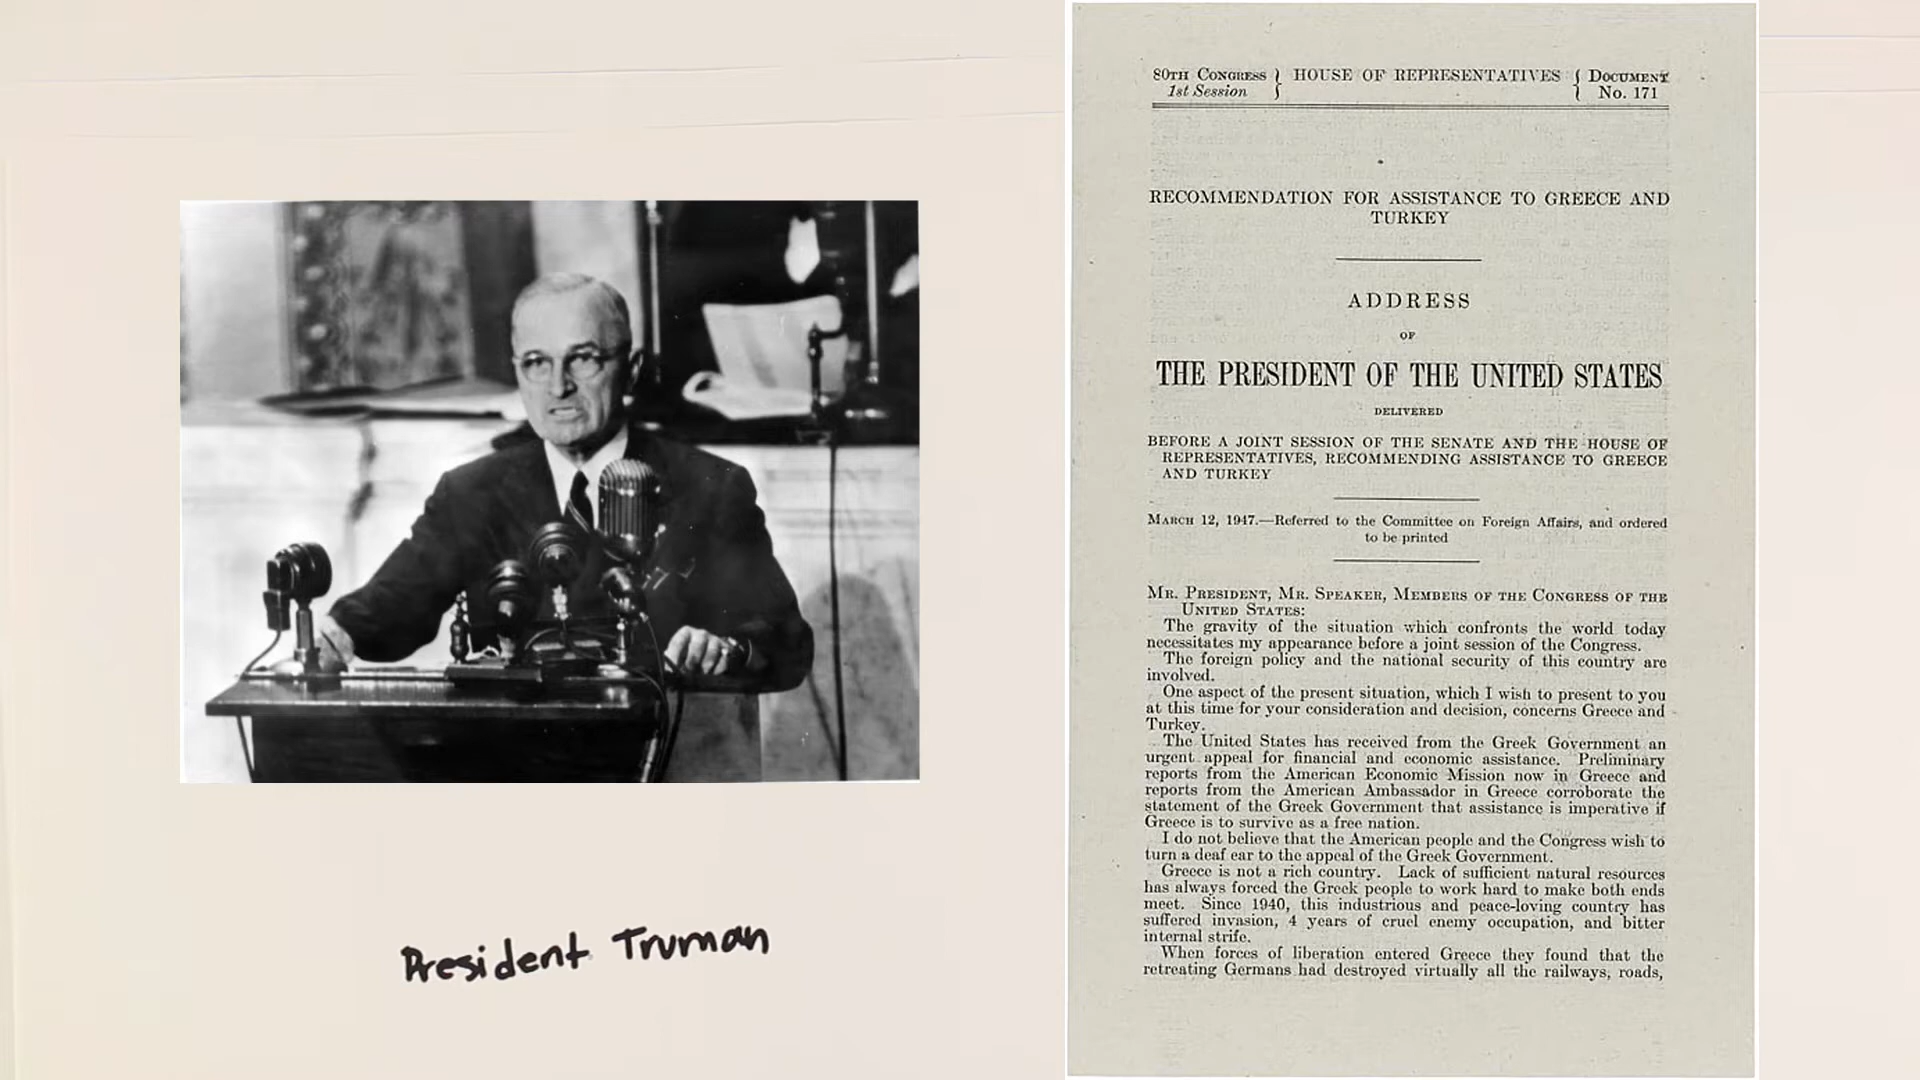 President Truman
80TH CONGRESS
1st Session
HOUSE OF REPRESENTATIVES
DOCUMENT
No. 171
RECOMMENDATION FOR ASSISTANCE TO GREECE AND
TURKEY
ADDRESS
OF
THE PRESIDENT OF THE UNITED STATES
DELIVERED
BEFORE A JOINT SESSION OF THE SENATE AND THE HOUSE OF
REPRESENTATIVES, RECOMMENDING ASSISTANCE TO GREECE
AND TURKEY
MARCH 12, 1947.—Referred to the Committee on Foreign Affairs, and ordered
to be printed
MR. PRESIDENT, MR. SPEAKER, MEMBERS OF THE CONGRESS OF THE
UNITED STATES:
The gravity of the situation which confronts the world today
necessitates my appearance before a joint session of the Congress.
The foreign policy and the national security of this country are
involved.
One aspect of the present situation, which I wish to present to you
at this time for your consideration and decision, concerns Greece and
Turkey.
The United States has received from the Greek Government an
urgent appeal for financial and economic assistance. Preliminary
reports from the American Economic Mission now in Greece and
reports from the American Ambassador in Greece corroborate the
statement of the Greek Government that assistance is imperative if
Greece is to survive as a free nation.
I do not believe that the American people and the Congress wish to
turn a deaf ear to the appeal of the Greek Government.
Greece is not a rich country. Lack of sufficient natural resources
has always forced the Greek people to work hard to make both ends
meet. Since 1940, this industrious and peace-loving country has
suffered invasion, 4 years of cruel enemy occupation, and bitter
internal strife.
When forces of liberation entered Greece they found that the
retreating Germans had destroyed virtually all the railways, roads,